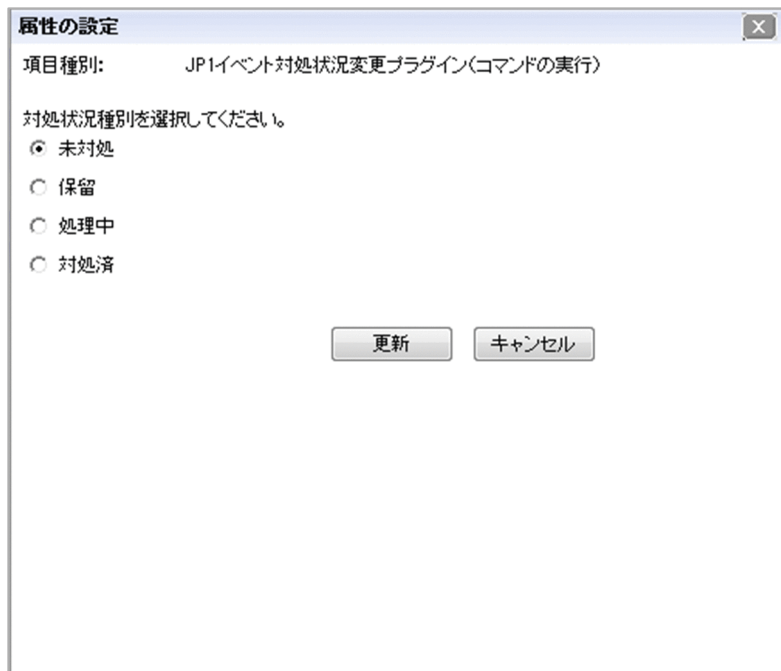 属性の設定
項目種別: JP1イベント対処状況変更プラグイン(コマンドの実行)
対処状況種別を選択してください。
未対処
保留
処理中
対処済
更新 キャンセル